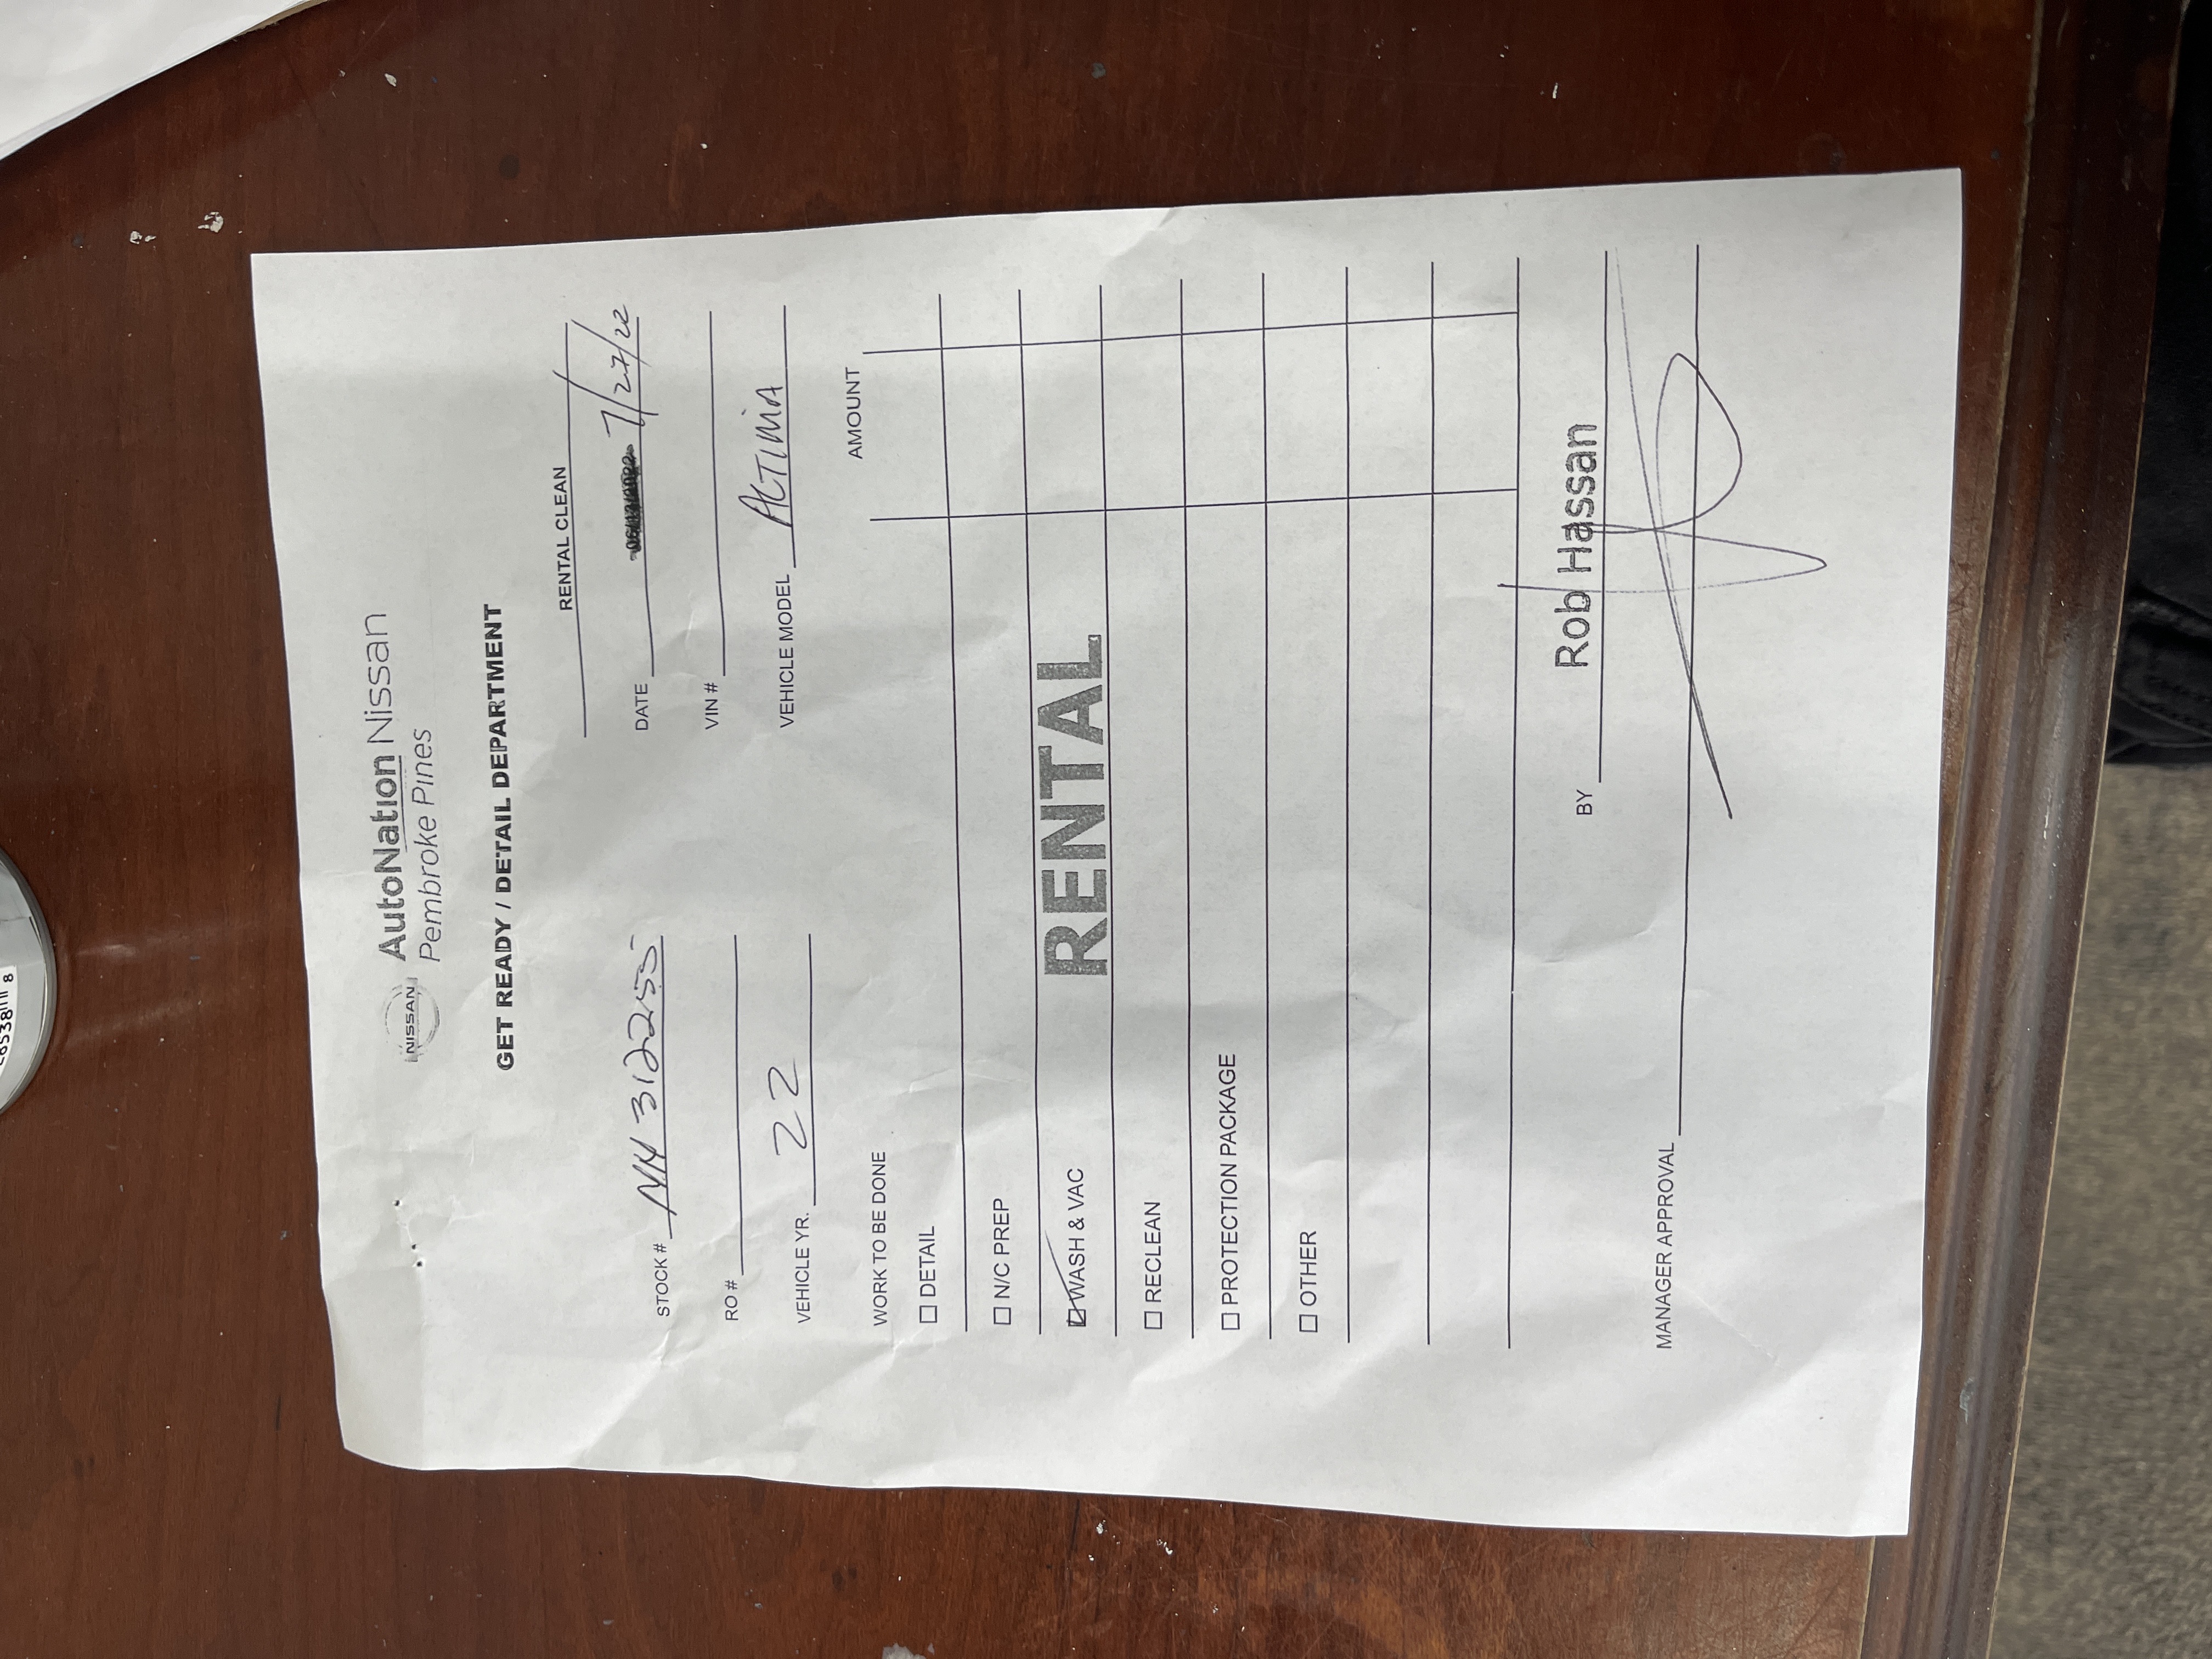 NISSAN
AutoNation Nissan
Pembroke Pines
GET READY / DETAIL DEPARTMENT
RENTAL CLEAN
STOCK # NN 312255
DATE 7/27/22
RO #
VIN #
VEHICLE YR. 22
VEHICLE MODEL ALTIMA
WORK TO BE DONE AMOUNT
DETAIL
N/C PREP
WASH & VAC RENTAL
RECLEAN
PROTECTION PACKAGE
OTHER
BY Rob Hassan
MANAGER APPROVAL